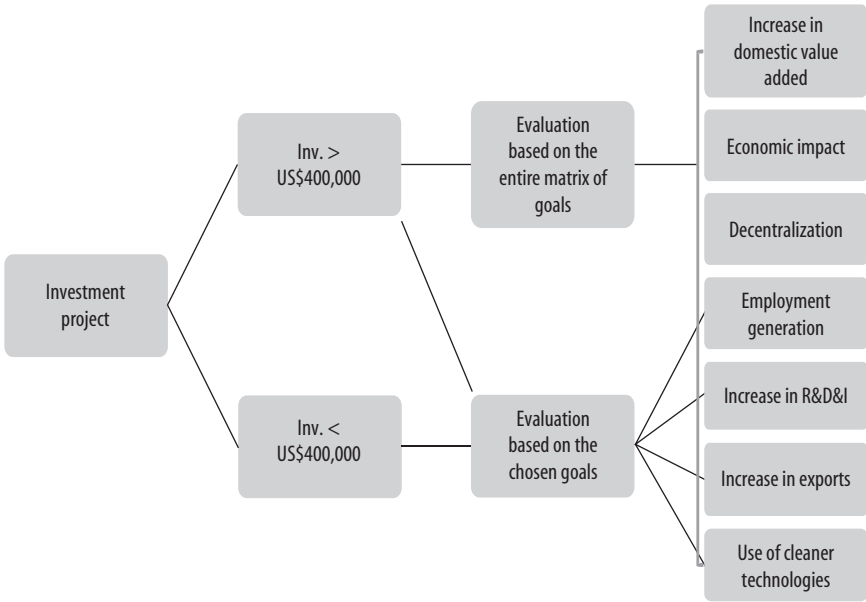 Investment
project
Inv. >
US$400,000
Inv. <
US$400,000
Evaluation
based on the
entire matrix of
goals
Evaluation
based on the
chosen goals
Increase in
domestic value
added
Economic impact
Decentralization
Employment
generation
Increase in R&D&I
Increase in exports
Use of cleaner
technologies